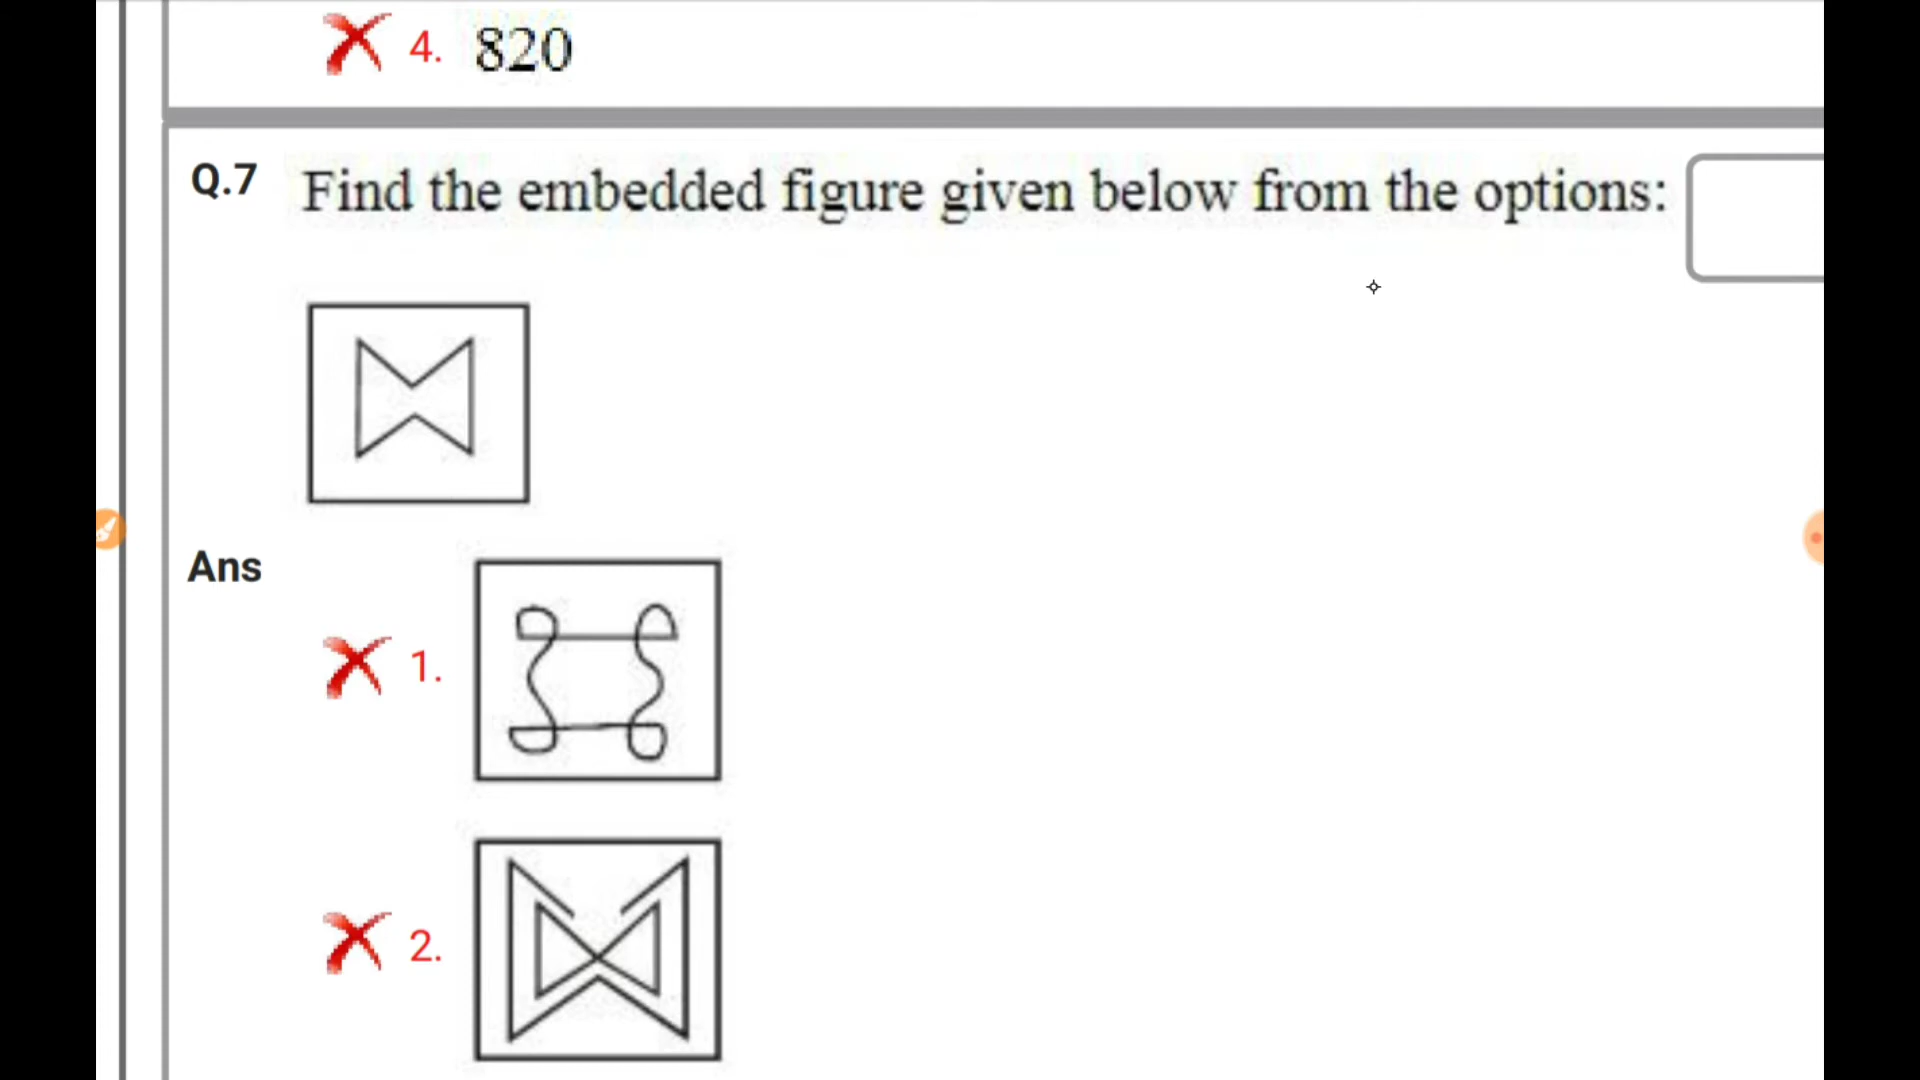 4. 820
Q.7 Find the embedded figure given below from the options:
Ans
1.
2.